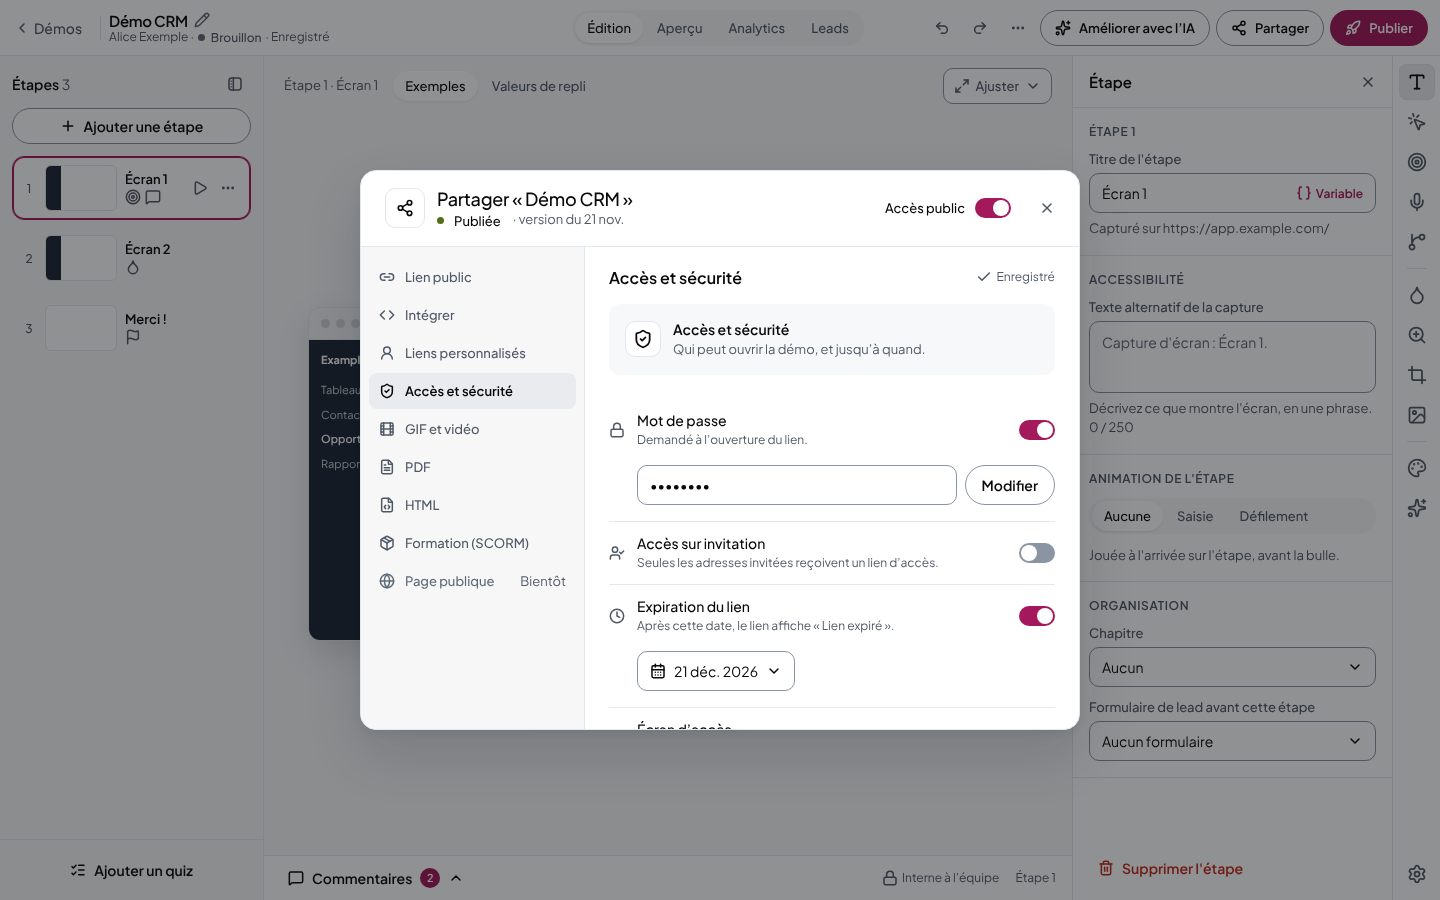 Démos
Démo CRM
Alice Exemple · Brouillon · Enregistré
Édition
Aperçu
Analytics
Leads
Améliorer avec l'IA
Partager
Publier
Étapes 3
Ajouter une étape
1
Écran 1
2
Écran 2
3
Merci !
Ajouter un quiz
Étape 1 · Écran 1
Exemples
Valeurs de repli
Ajuster
Tableau
Contac
Opport
Rappor
Partager « Démo CRM »
Publiée · version du 21 nov.
Accès public
Lien public
Intégrer
Liens personnalisés
Accès et sécurité
GIF et vidéo
PDF
HTML
Formation (SCORM)
Page publique Bientôt
Accès et sécurité
Enregistré
Accès et sécurité
Qui peut ouvrir la démo, et jusqu'à quand.
Mot de passe
Demandé à l'ouverture du lien.
••••••••
Modifier
Accès sur invitation
Seules les adresses invitées reçoivent un lien d'accès.
Expiration du lien
Après cette date, le lien affiche « Lien expiré ».
21 déc. 2026
Commentaires 2
Interne à l'équipe
Étape 1
Étape
ÉTAPE 1
Titre de l'étape
Écran 1
{ } Variable
Capturé sur https://app.example.com/
ACCESSIBILITÉ
Texte alternatif de la capture
Capture d'écran : Écran 1.
Décrivez ce que montre l'écran, en une phrase.
0 / 250
ANIMATION DE L'ÉTAPE
Aucune
Saisie
Défilement
Jouée à l'arrivée sur l'étape, avant la bulle.
ORGANISATION
Chapitre
Aucun
Formulaire de lead avant cette étape
Aucun formulaire
Supprimer l'étape